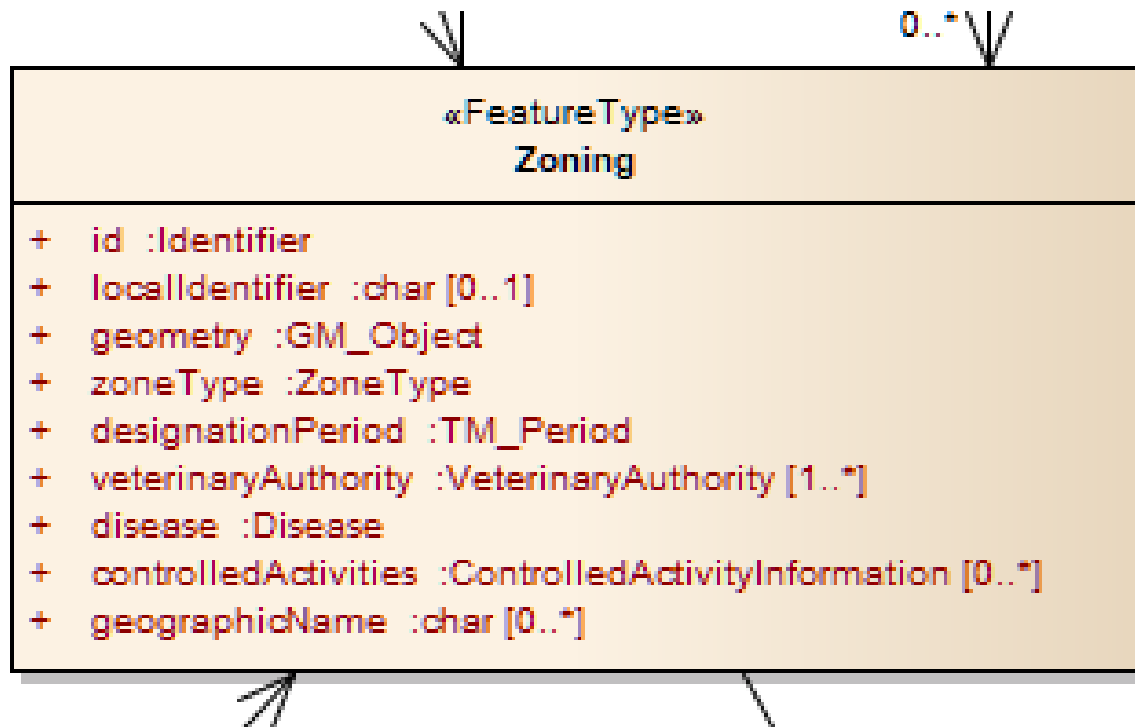 0..*
«FeatureType»
Zoning
+ id :Identifier
+ localIdentifier :char [0..1]
+ geometry :GM_Object
+ zoneType :ZoneType
+ designationPeriod :TM_Period
+ veterinaryAuthority :VeterinaryAuthority [1..*]
+ disease :Disease
+ controlledActivities :ControlledActivityInformation [0..*]
+ geographicName :char [0..*]